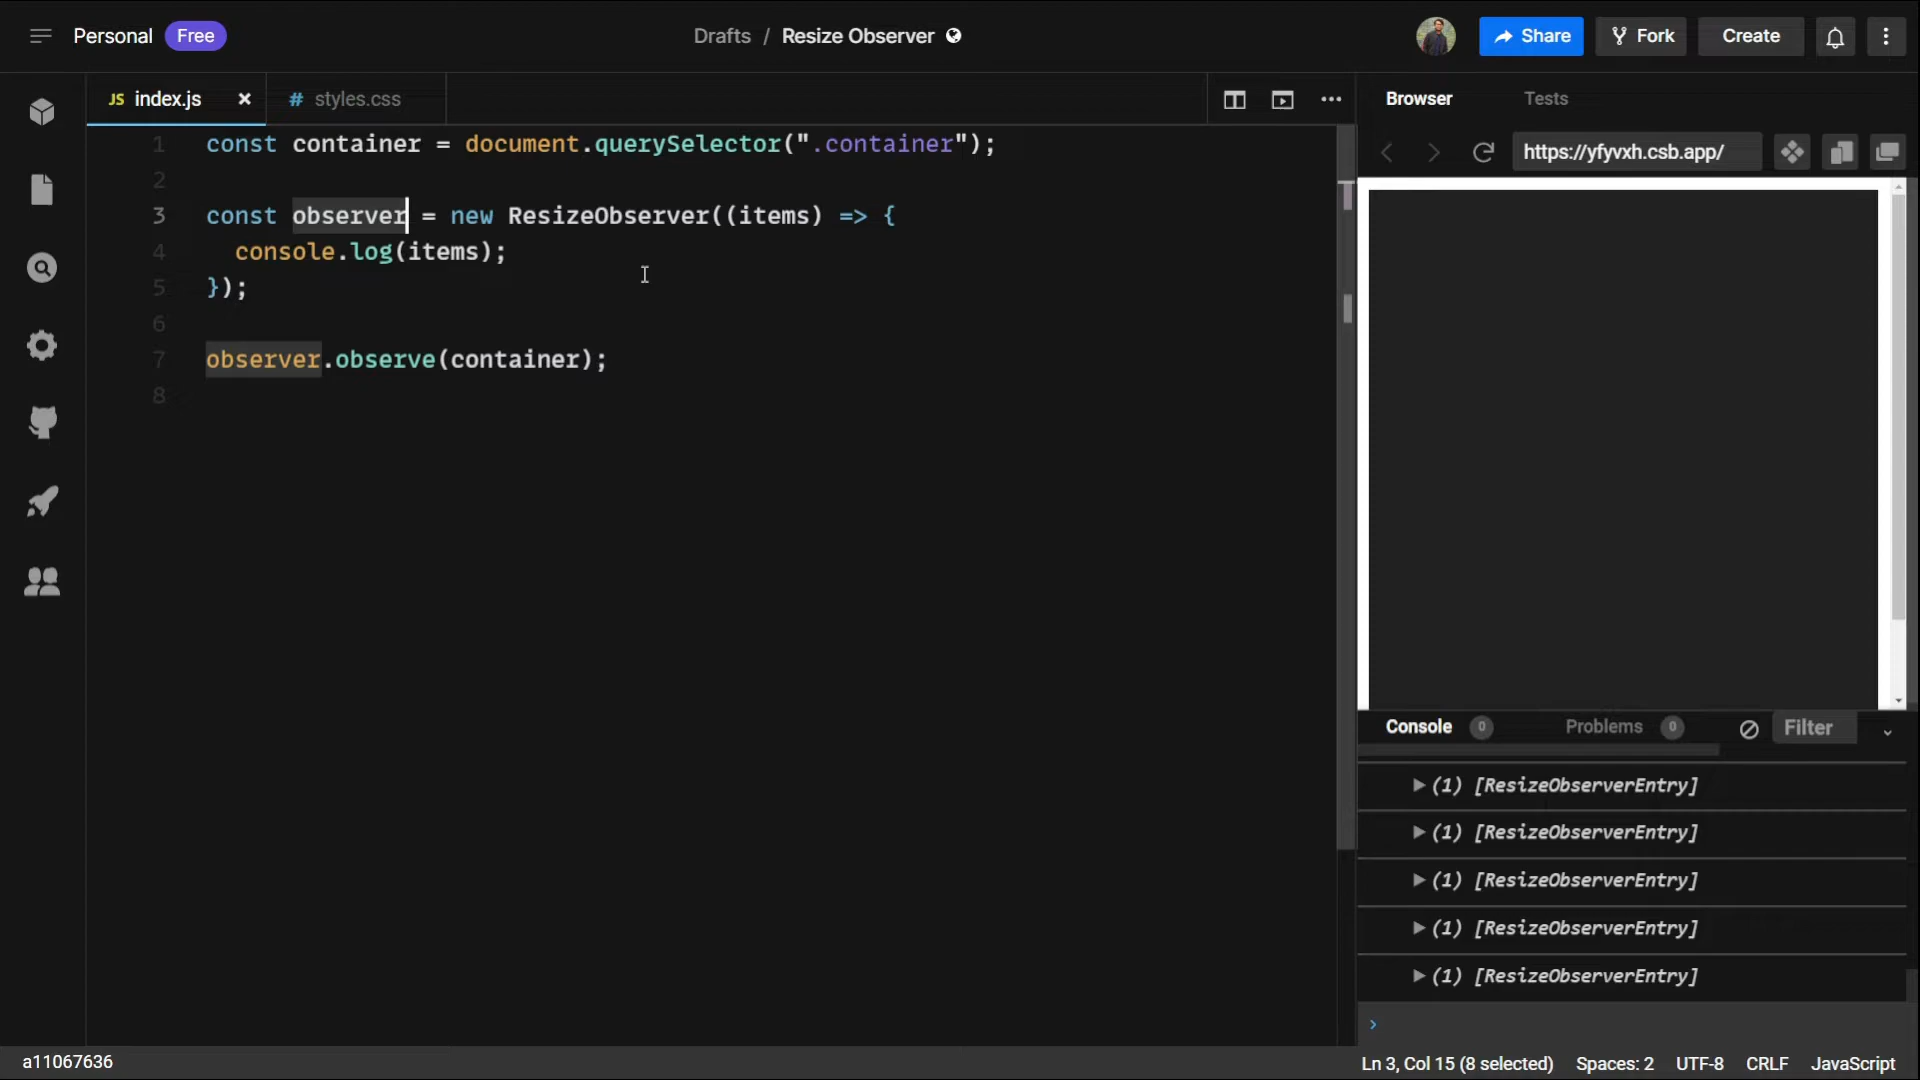 Personal Free
Drafts / Resize Observer
Share
Fork
Create
JS index.js
# styles.css
Browser
Tests
https://yfyvxh.csb.app/
1 const container = document.querySelector(".container");
2
3 const observer = new ResizeObserver((items) => {
4 console.log(items);
5 });
6
7 observer.observe(container);
8
Console 0
Problems 0
Filter
(1) [ResizeObserverEntry]
(1) [ResizeObserverEntry]
(1) [ResizeObserverEntry]
(1) [ResizeObserverEntry]
(1) [ResizeObserverEntry]
a11067636
Ln 3, Col 15 (8 selected) Spaces: 2 UTF-8 CRLF JavaScript